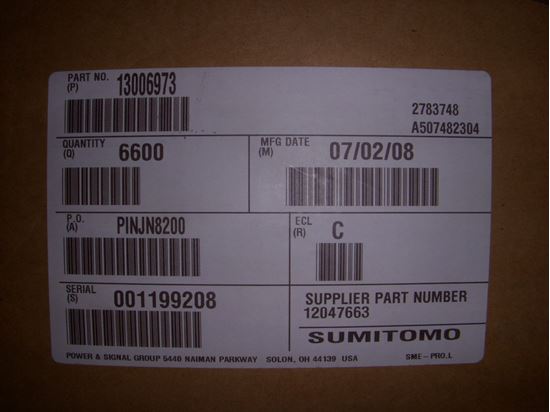 PART NO. 13006973
(P)
2783748
A507482304
QUANTITY 6600
(Q)
MFG DATE 07/02/08
(M)
P.O. PINJN8200
(A)
ECL C
(R)
SERIAL 001199208
(S)
SUPPLIER PART NUMBER
12047663
SUMITOMO
POWER & SIGNAL GROUP 5440 NAIMAN PARKWAY SOLON, OH 44139 USA SME-PRO.L